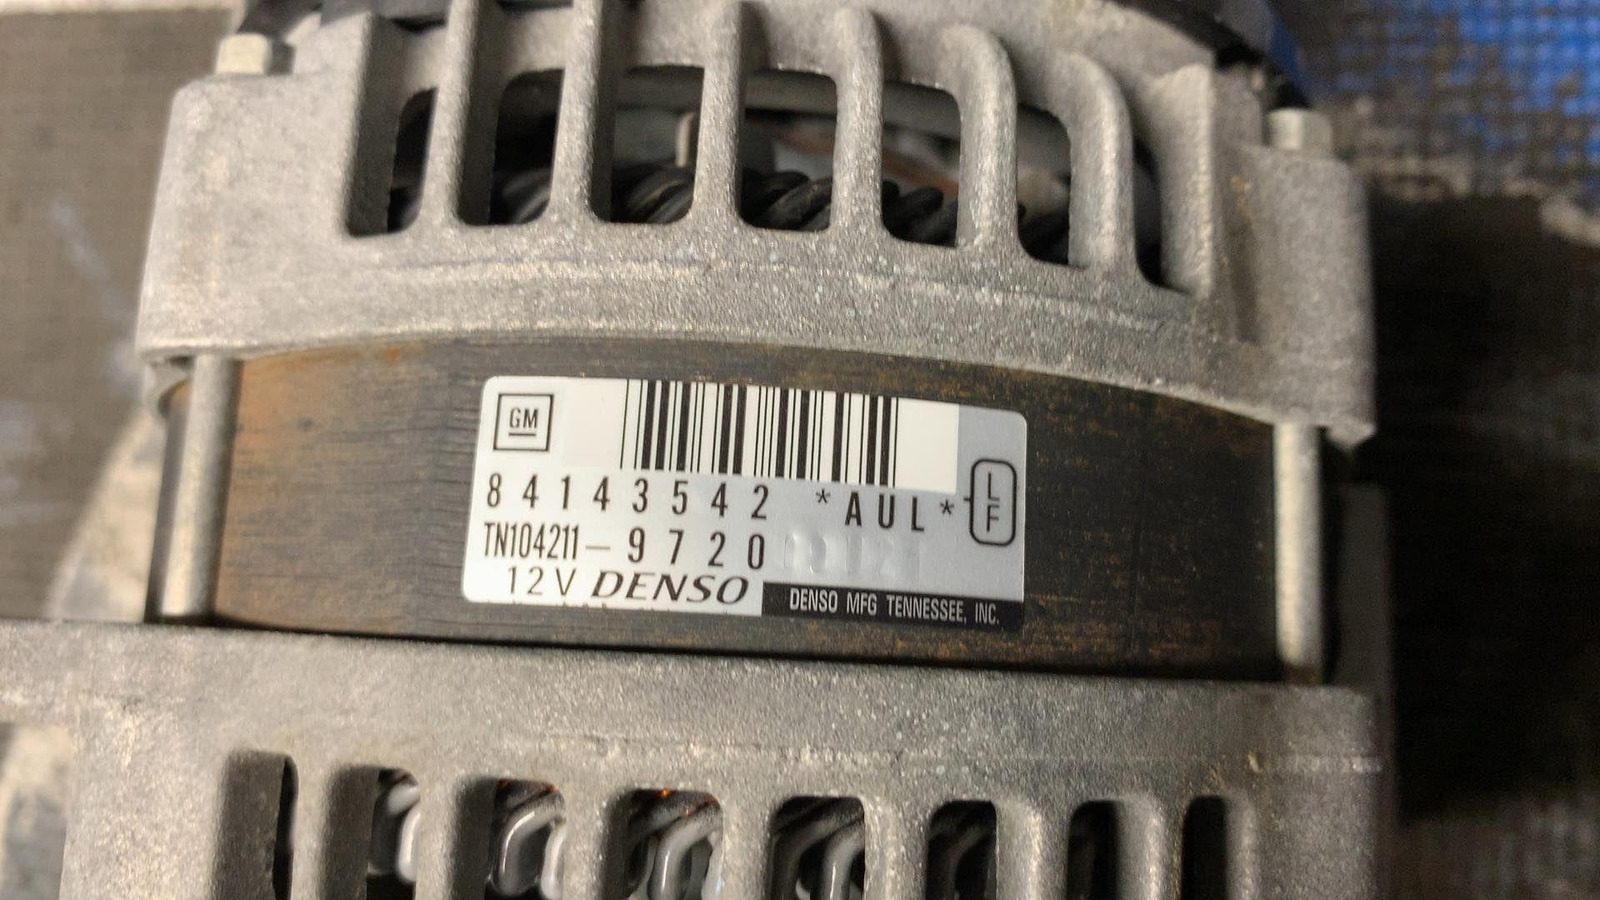 GM
84143542 *AUL* LF
TN104211-9720
12V DENSO DENSO MFG TENNESSEE, INC.